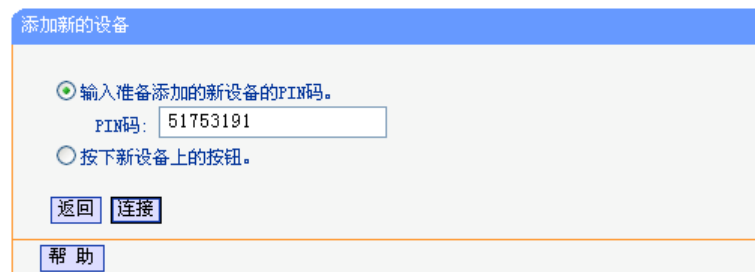 添加新的设备
输入准备添加的新设备的PIN码。
PIN码: 51753191
按下新设备上的按钮。
返回 连接
帮 助